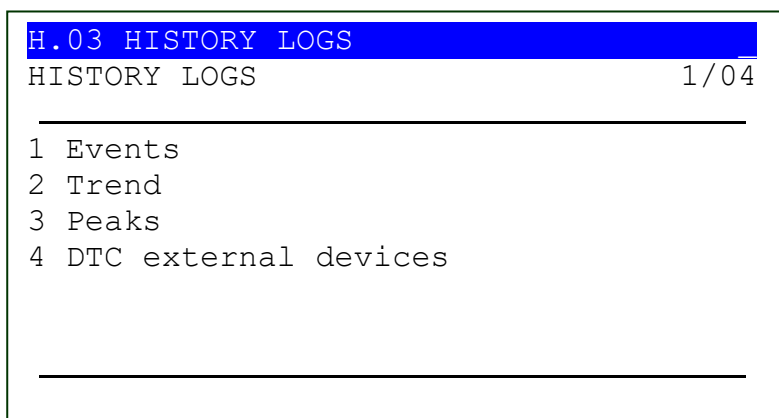 H.03 HISTORY LOGS _
HISTORY LOGS 1/04
1 Events
2 Trend
3 Peaks
4 DTC external devices